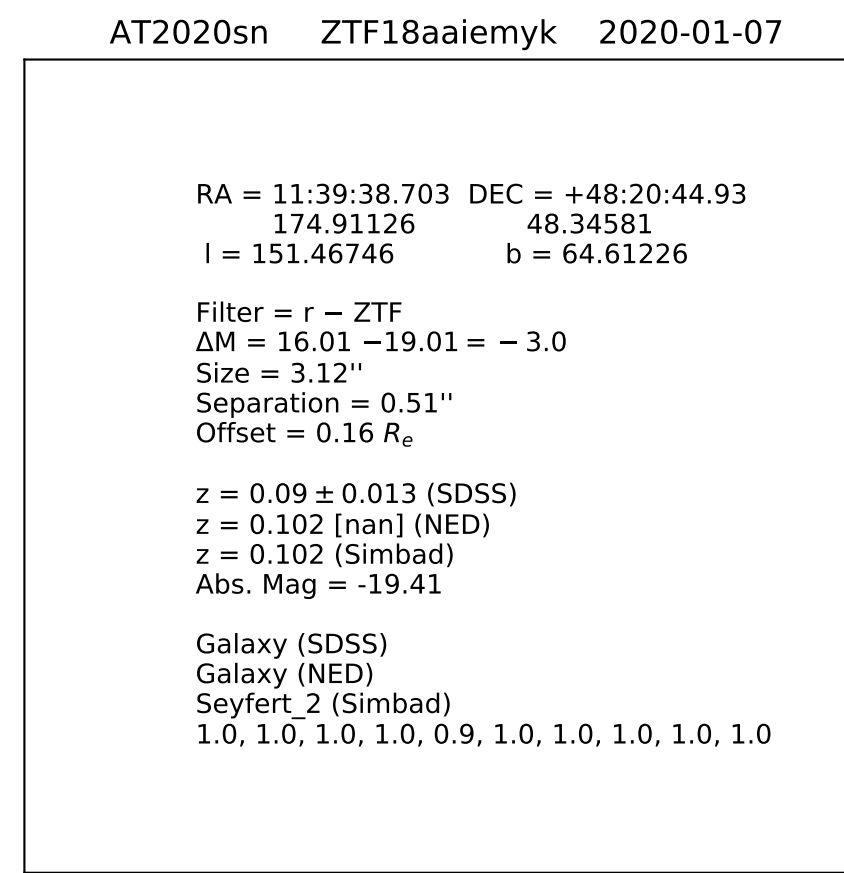 AT2020sn ZTF18aaiemyk 2020-01-07
RA = 11:39:38.703 DEC = +48:20:44.93
174.91126 48.34581
l = 151.46746 b = 64.61226
Filter = r − ZTF
ΔM = 16.01 −19.01 = − 3.0
Size = 3.12''
Separation = 0.51''
Offset = 0.16 Rₑ
z = 0.09 ± 0.013 (SDSS)
z = 0.102 [nan] (NED)
z = 0.102 (Simbad)
Abs. Mag = -19.41
Galaxy (SDSS)
Galaxy (NED)
Seyfert_2 (Simbad)
1.0, 1.0, 1.0, 1.0, 0.9, 1.0, 1.0, 1.0, 1.0, 1.0